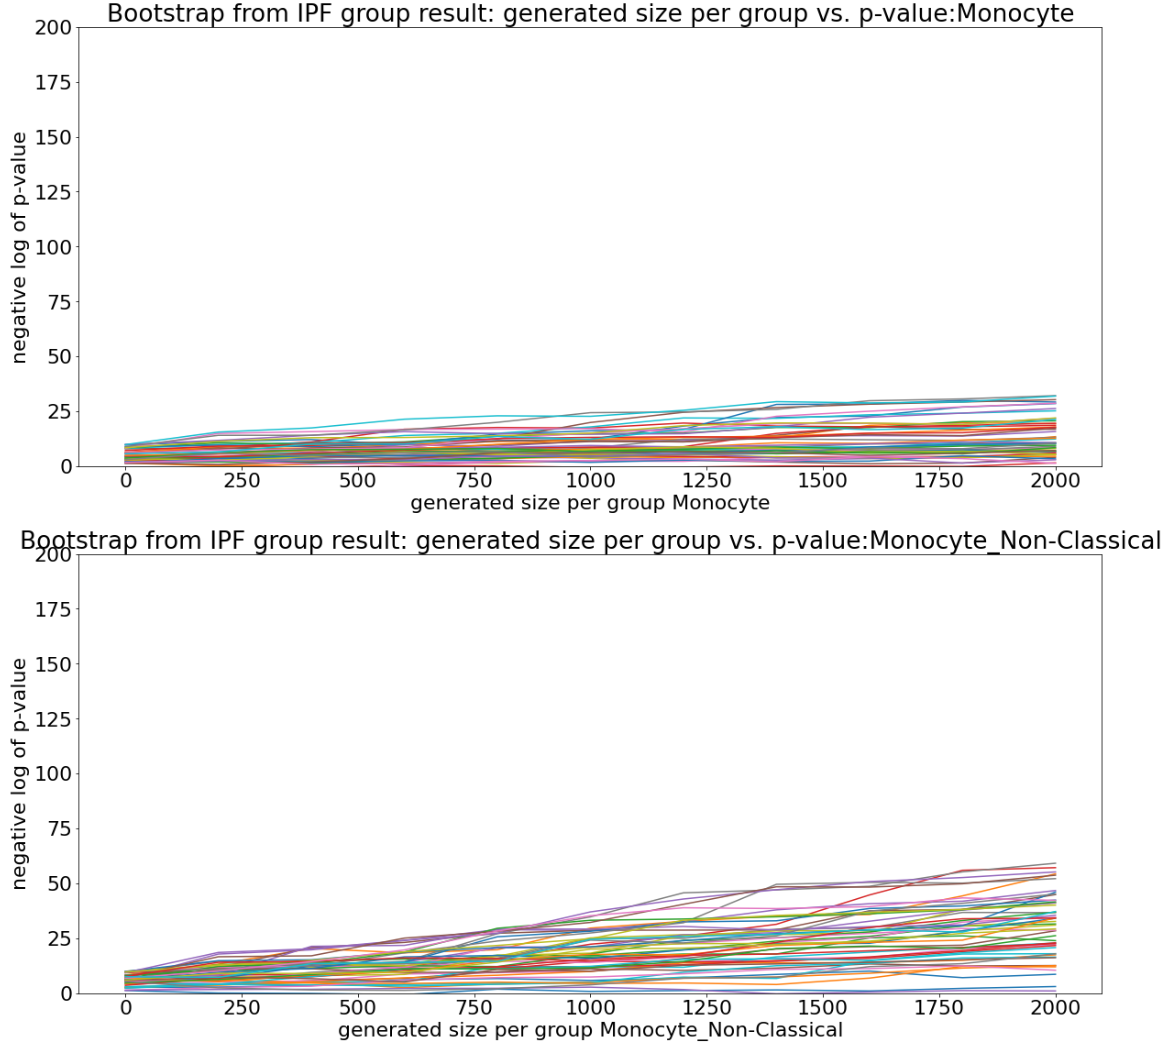 Bootstrap from IPF group result: generated size per group vs. p-value:Monocyte
200
175
150
125
100
75
50
25
0
negative log of p-value
0 250 500 750 1000 1250 1500 1750 2000
generated size per group Monocyte
Bootstrap from IPF group result: generated size per group vs. p-value:Monocyte_Non-Classical
200
175
150
125
100
75
50
25
0
negative log of p-value
0 250 500 750 1000 1250 1500 1750 2000
generated size per group Monocyte_Non-Classical